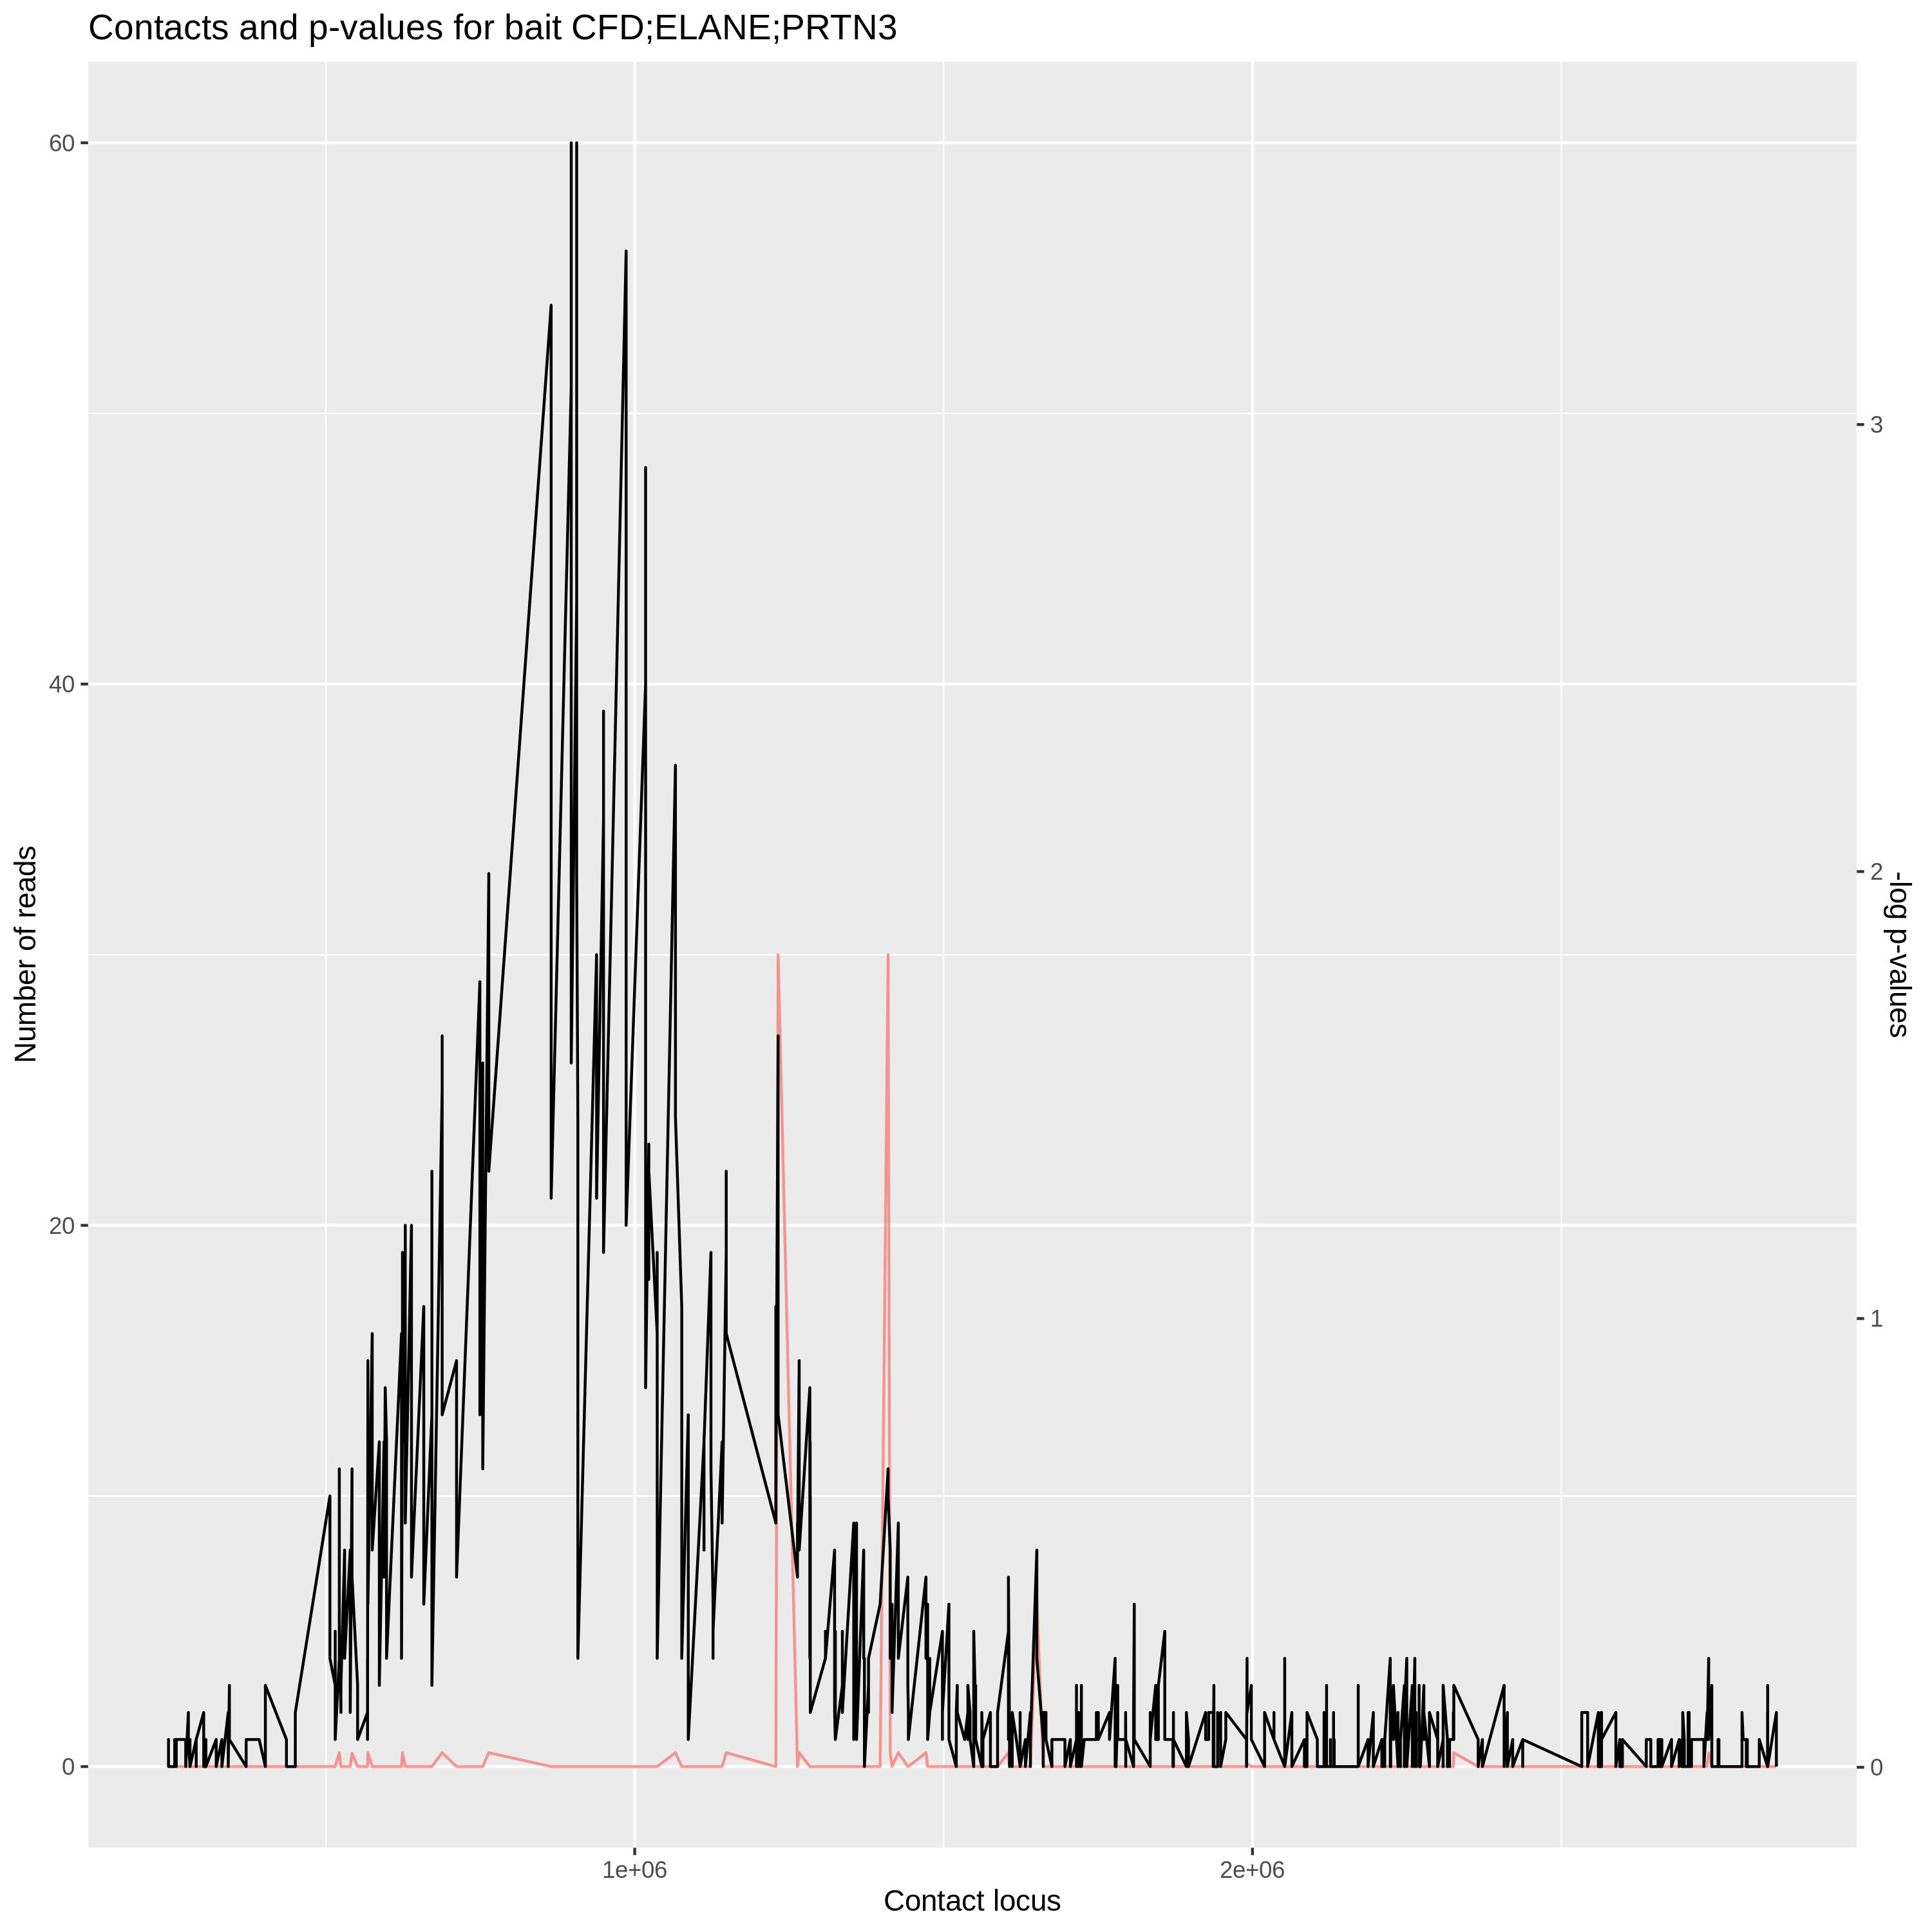 Contacts and p-values for bait CFD;ELANE;PRTN3
60
40
20
0
Number of reads
3
2
1
0
-log p-values
1e+06
2e+06
Contact locus